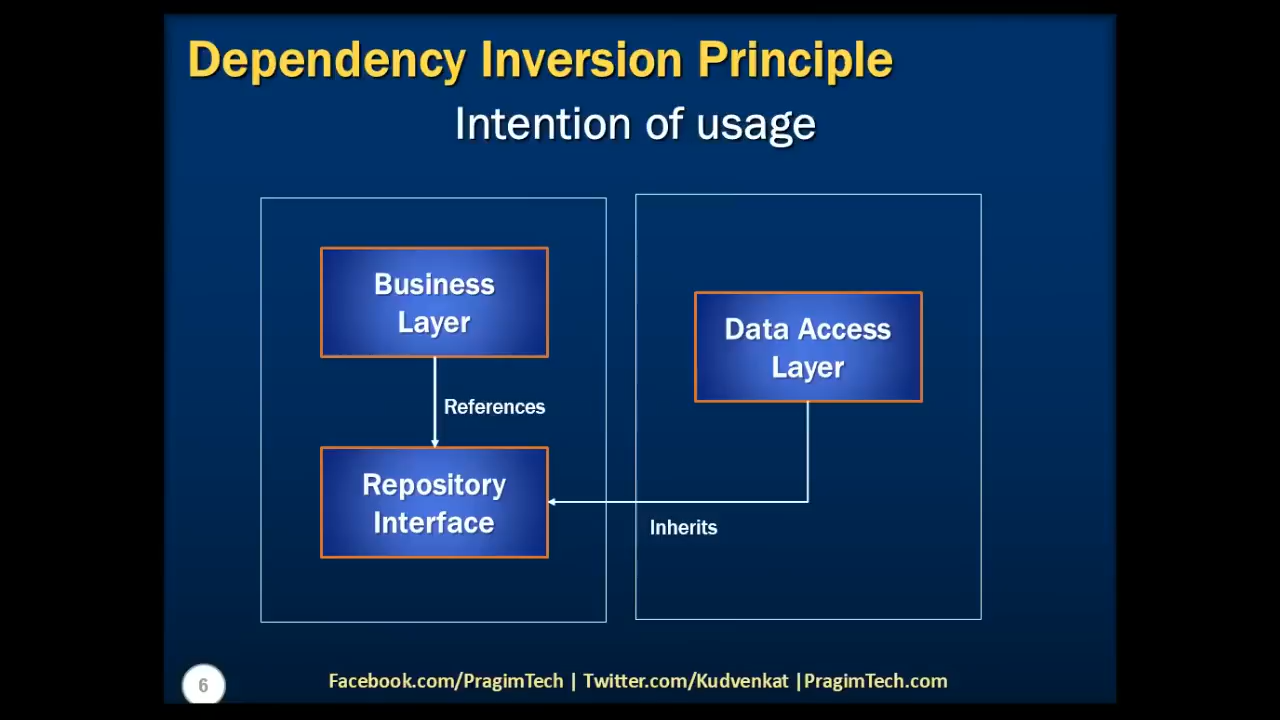 Dependency Inversion Principle
Intention of usage
Business
Layer
References
Repository
Interface
Data Access
Layer
Inherits
6
Facebook.com/PragimTech | Twitter.com/Kudvenkat |PragimTech.com